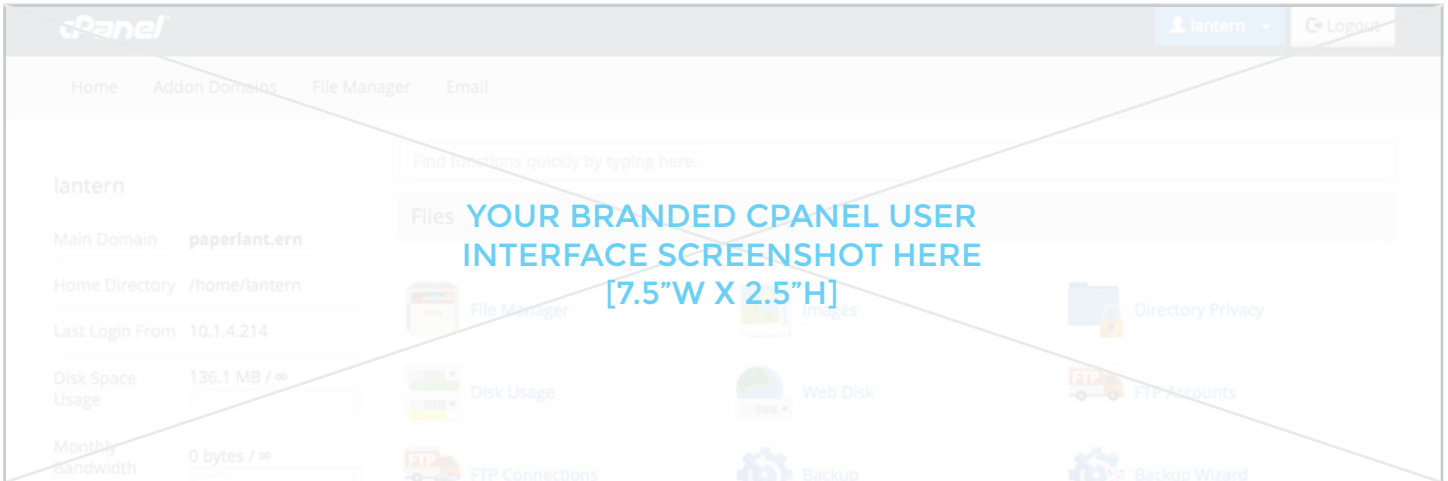 cPanel
lantern
Logout
Home Addon Domains File Manager Email
Find functions quickly by typing here.
lantern
Files
YOUR BRANDED CPANEL USER
INTERFACE SCREENSHOT HERE
[7.5”W X 2.5”H]
Main Domain paperlant.ern
Home Directory /home/lantern
Last Login From 10.1.4.214
Disk Space
Usage
136.1 MB / ∞
Monthly
Bandwidth
0 bytes / ∞
File Manager Images Directory Privacy
Disk Usage Web Disk FTP Accounts
FTP Connections Backup Backup Wizard
FTP
FTP